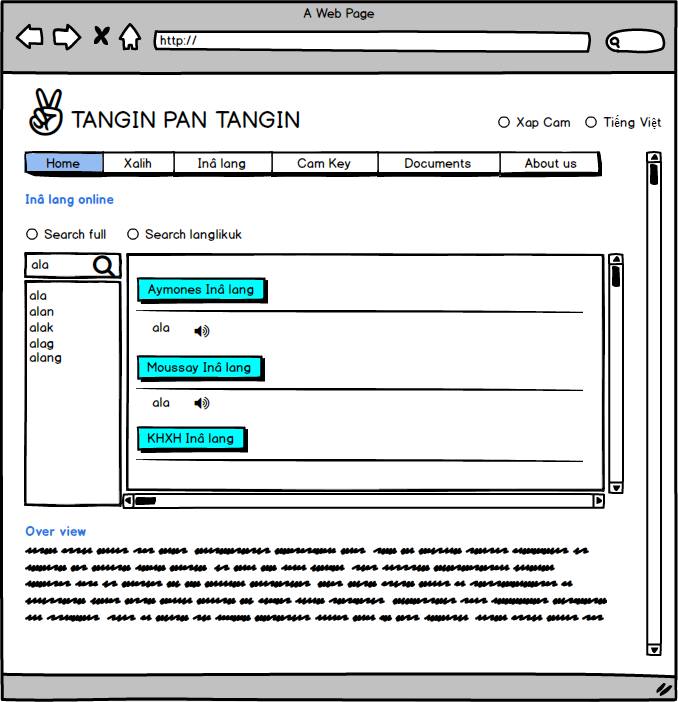 A Web Page
http://
TANGIN PAN TANGIN
Xap Cam Tiếng Việt
Home Xalih Inâ lang Cam Key Documents About us
Inâ lang online
Search full Search langlikuk
ala
ala
alan
alak
alag
alang
Aymones Inâ lang
ala
Moussay Inâ lang
ala
KHXH Inâ lang
Over view